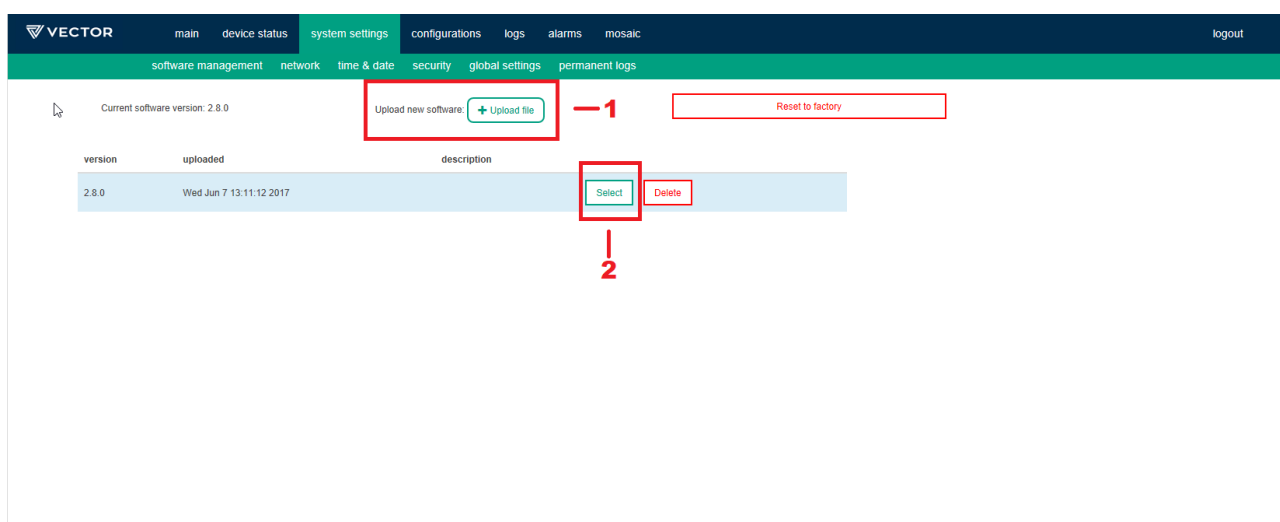 VECTOR main device status system settings configurations logs alarms mosaic logout
software management network time & date security global settings permanent logs
Current software version: 2.8.0 Upload new software: + Upload file 1 Reset to factory
version uploaded description
2.8.0 Wed Jun 7 13:11:12 2017 Select Delete
2